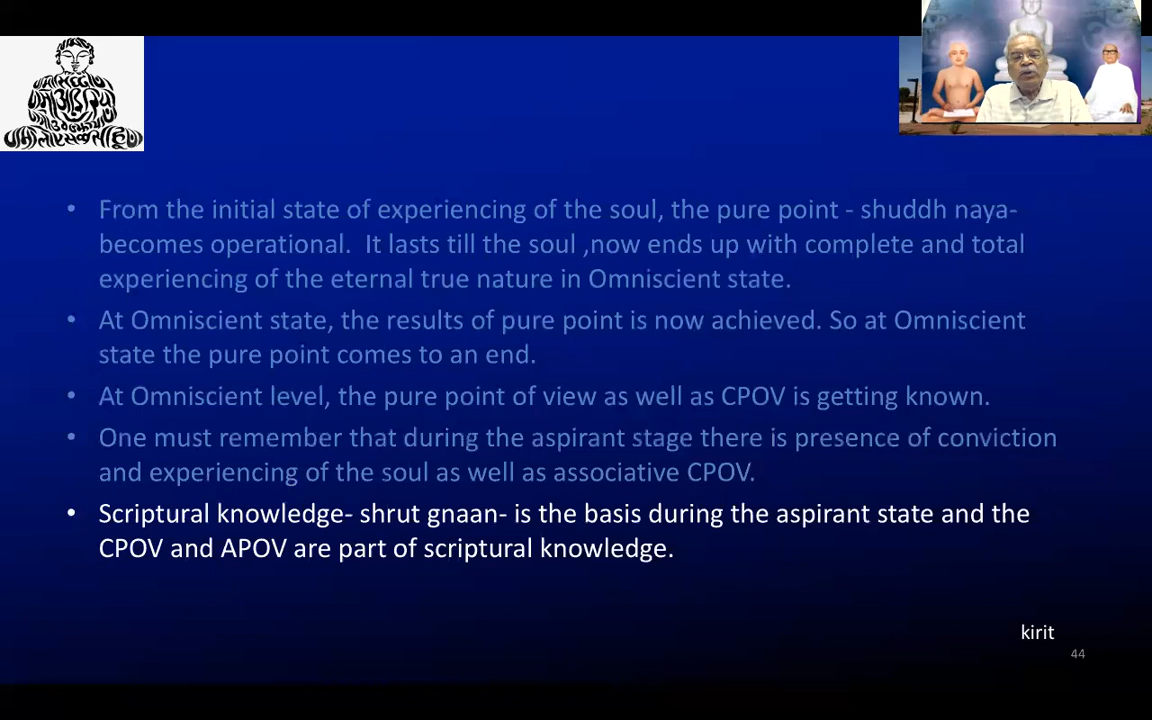 • From the initial state of experiencing of the soul, the pure point - shuddh naya-
becomes operational.  It lasts till the soul ,now ends up with complete and total
experiencing of the eternal true nature in Omniscient state.
• At Omniscient state, the results of pure point is now achieved. So at Omniscient
state the pure point comes to an end.
• At Omniscient level, the pure point of view as well as CPOV is getting known.
• One must remember that during the aspirant stage there is presence of conviction
and experiencing of the soul as well as associative CPOV.
• Scriptural knowledge- shrut gnaan- is the basis during the aspirant state and the
CPOV and APOV are part of scriptural knowledge.
kirit
44